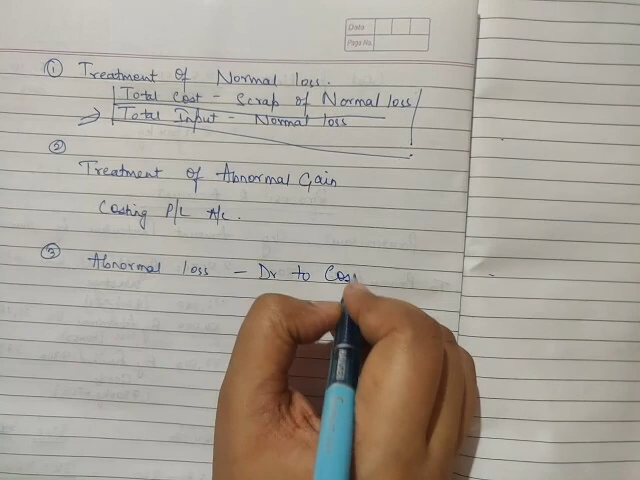 Date
Page No.
① Treatment of Normal loss.
Total Cost - Scrap of Normal loss
Total Input - Normal loss
②
Treatment of Abnormal Gain
Costing P/L A/c.
③ Abnormal loss - Dr to Cos